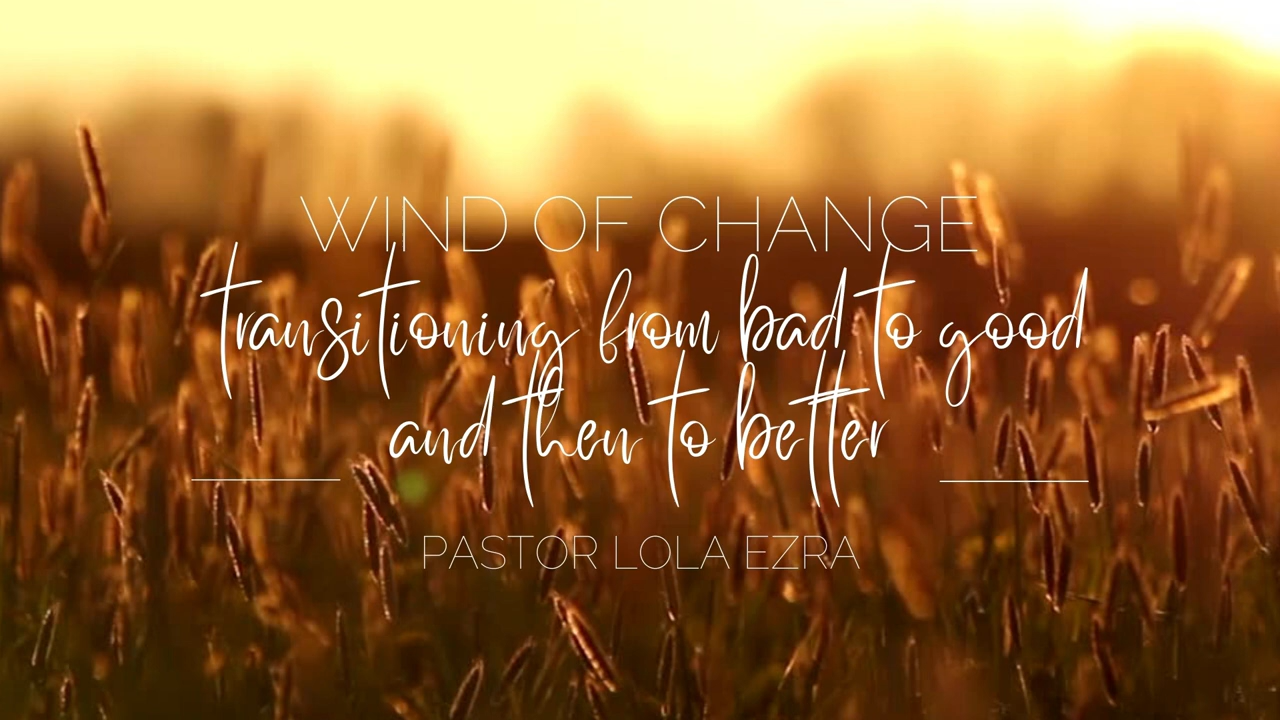 WIND OF CHANGE
transitioning from bad to good
and then to better
PASTOR LOLA EZRA